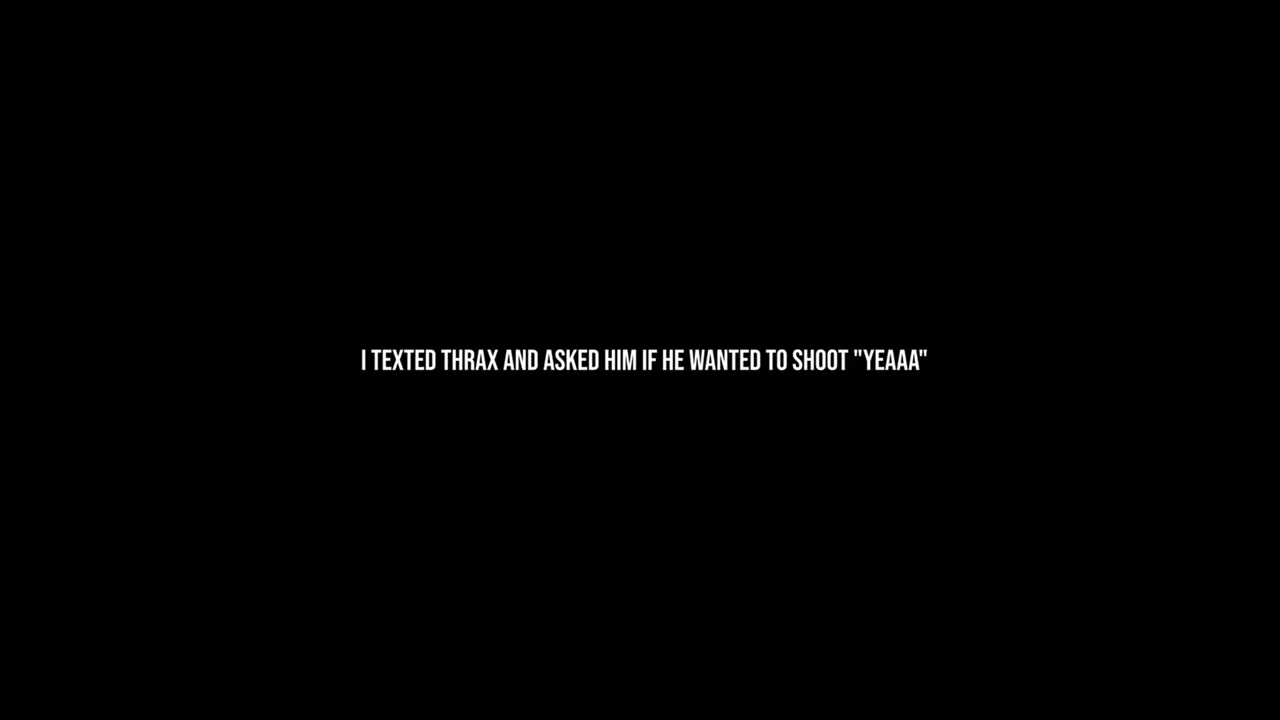 I TEXTED THRAX AND ASKED HIM IF HE WANTED TO SHOOT "YEAAA"